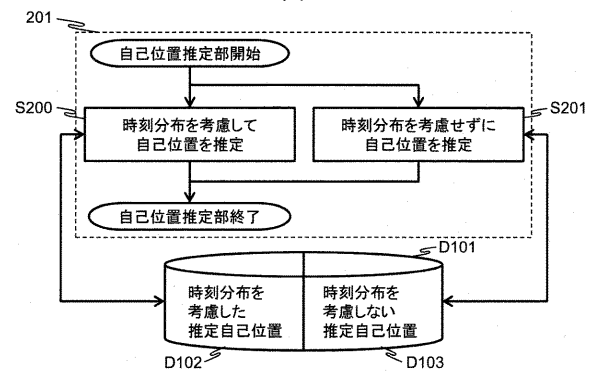 201
自己位置推定部開始
S200
時刻分布を考慮して
自己位置を推定
時刻分布を考慮せずに
自己位置を推定
S201
自己位置推定部終了
D101
時刻分布を
考慮した
推定自己位置
時刻分布を
考慮しない
推定自己位置
D102
D103